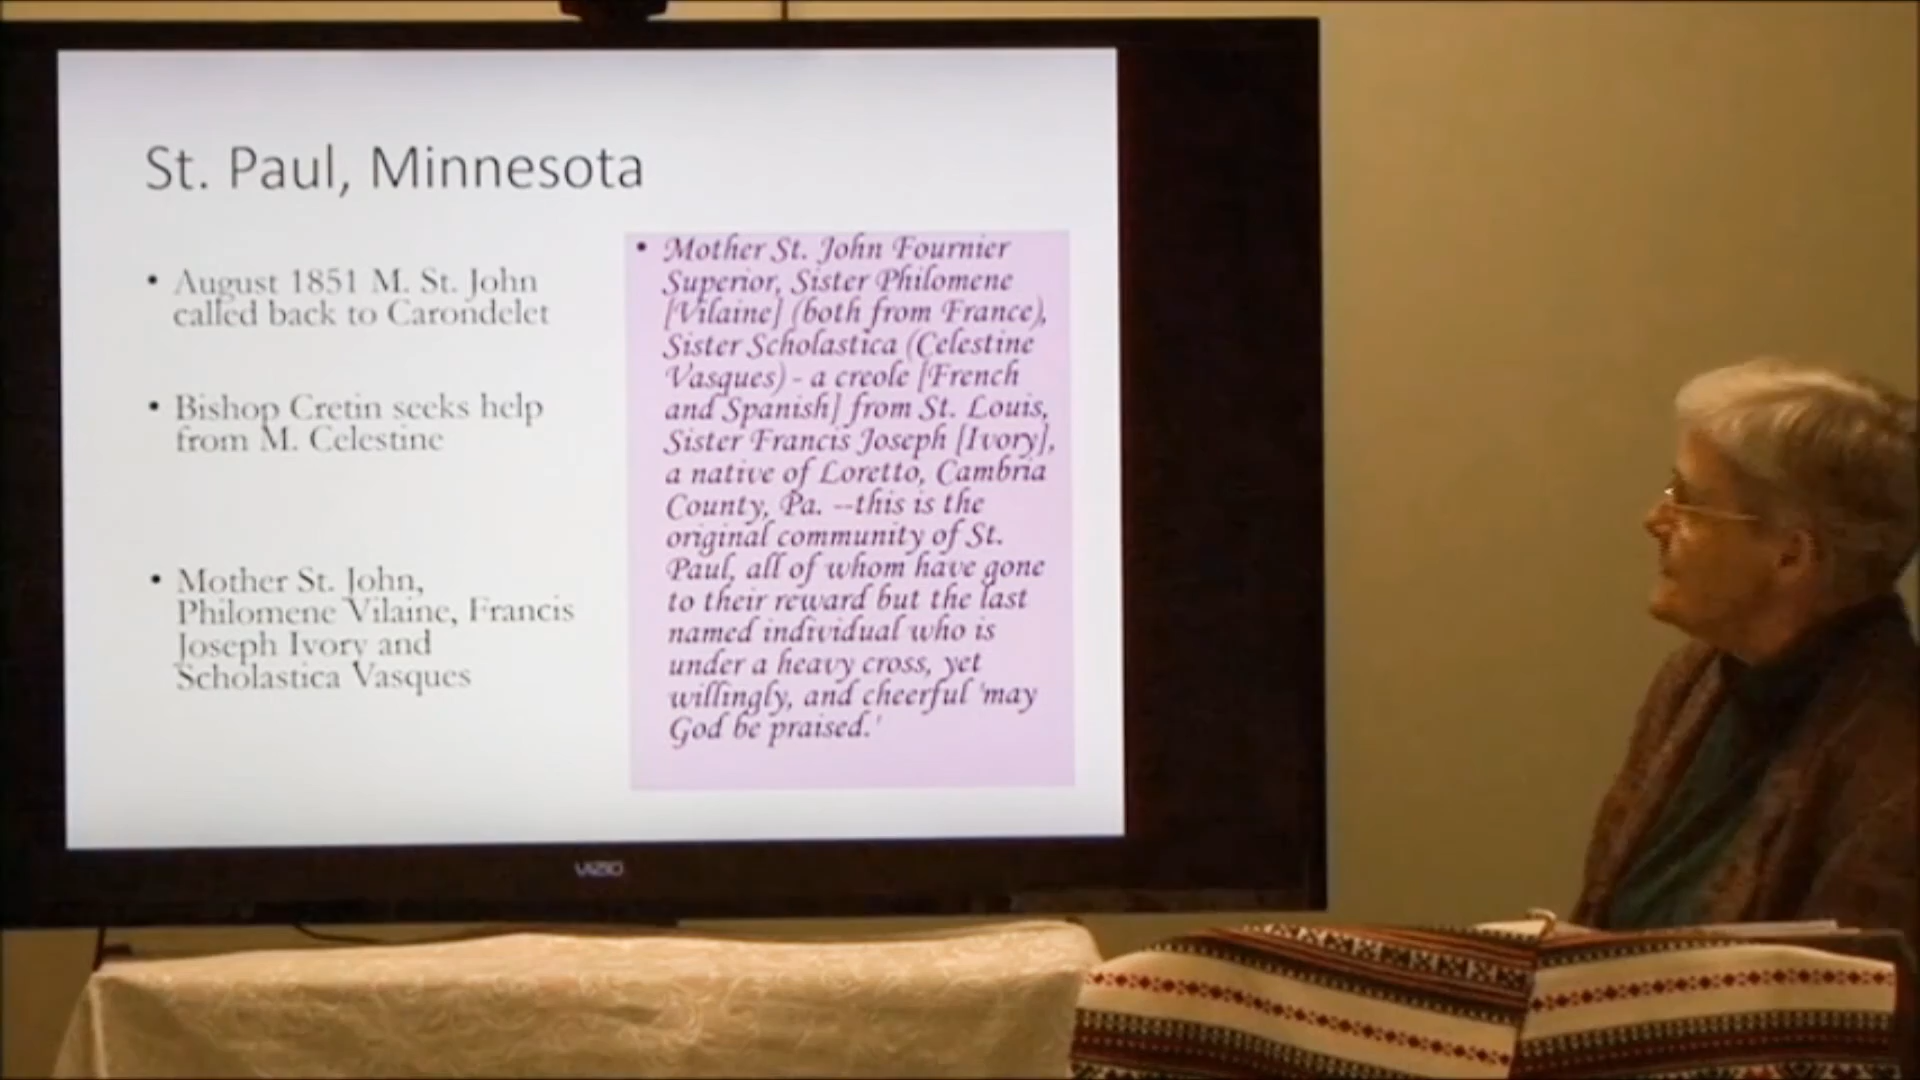 St. Paul, Minnesota
• August 1851 M. St. John
called back to Carondelet
• Bishop Cretin seeks help
from M. Celestine
• Mother St. John,
Philomene Vilaine, Francis
Joseph Ivory and
Scholastica Vasques
• Mother St. John Fournier
Superior, Sister Philomene
[Vilaine] (both from France),
Sister Scholastica (Celestine
Vasques) - a creole [French
and Spanish] from St. Louis,
Sister Francis Joseph [Ivory],
a native of Loretto, Cambria
County, Pa. --this is the
original community of St.
Paul, all of whom have gone
to their reward but the last
named individual who is
under a heavy cross, yet
willingly, and cheerful 'may
God be praised.'
VIZIO